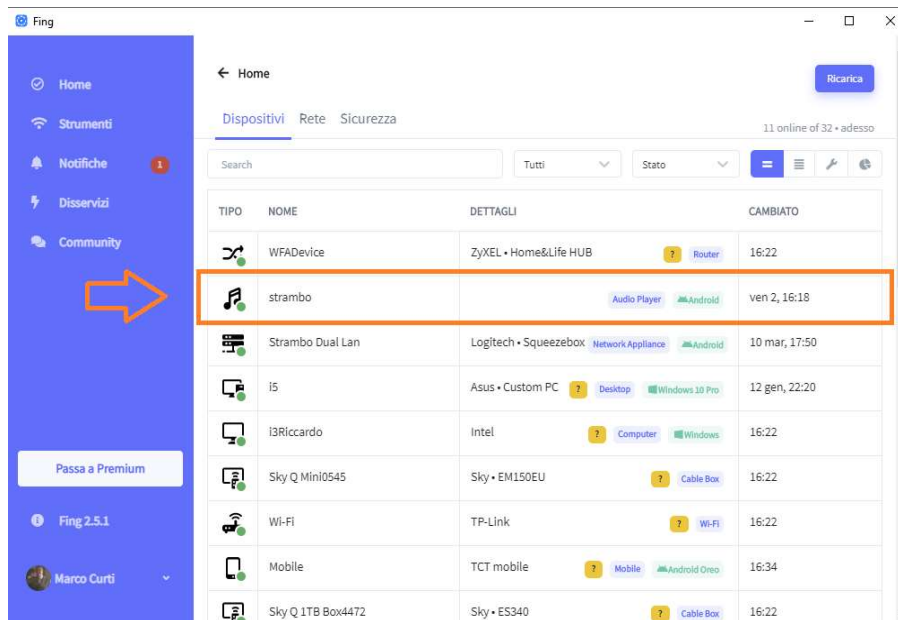 Fing
Home
Strumenti
Notifiche 1
Disservizi
Community
Passa a Premium
Fing 2.5.1
Marco Curti
Home
Ricarica
Dispositivi Rete Sicurezza
11 online of 32 • adesso
Search Tutti Stato
TIPO NOME DETTAGLI CAMBIATO
WFADevice ZyXEL • Home&Life HUB ? Router 16:22
strambo Audio Player Android ven 2, 16:18
Strambo Dual Lan Logitech • Squeezebox Network Appliance Android 10 mar, 17:50
i5 Asus • Custom PC ? Desktop Windows 10 Pro 12 gen, 22:20
i3Riccardo Intel ? Computer Windows 16:22
Sky Q Mini0545 Sky • EM150EU ? Cable Box 16:22
Wi-Fi TP-Link ? Wi-Fi 16:22
Mobile TCT mobile ? Mobile Android Oreo 16:34
Sky Q 1TB Box4472 Sky • ES340 ? Cable Box 16:22